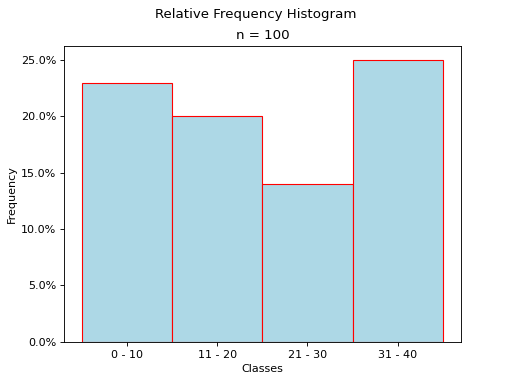 Relative Frequency Histogram
n = 100
25.0%
20.0%
15.0%
10.0%
5.0%
0.0%
Frequency
0 - 10
11 - 20
21 - 30
31 - 40
Classes